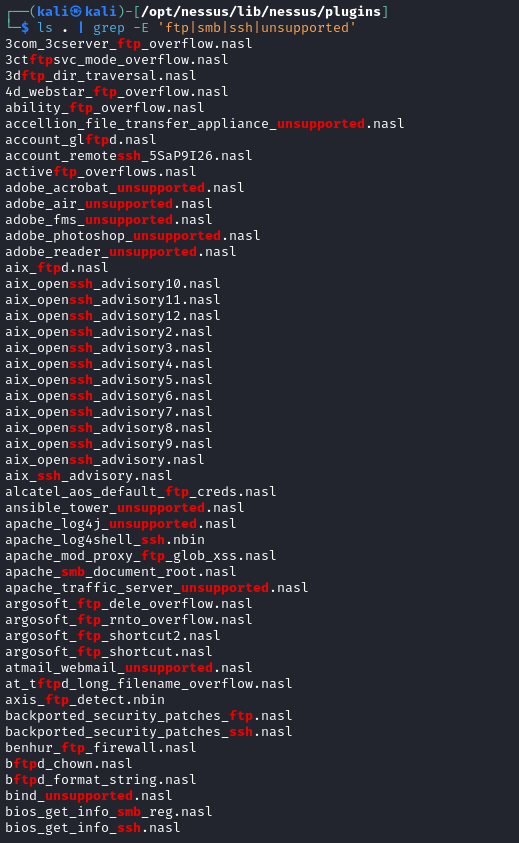 ┌──(kali㉿kali)-[/opt/nessus/lib/nessus/plugins]
└─$ ls . | grep -E 'ftp|smb|ssh|unsupported'
3com_3cserver_ftp_overflow.nasl
3ctftpsvc_mode_overflow.nasl
3dftp_dir_traversal.nasl
4d_webstar_ftp_overflow.nasl
ability_ftp_overflow.nasl
accellion_file_transfer_appliance_unsupported.nasl
account_glftpd.nasl
account_remotessh_5SaP9I26.nasl
activeftp_overflows.nasl
adobe_acrobat_unsupported.nasl
adobe_air_unsupported.nasl
adobe_fms_unsupported.nasl
adobe_photoshop_unsupported.nasl
adobe_reader_unsupported.nasl
aix_ftpd.nasl
aix_openssh_advisory10.nasl
aix_openssh_advisory11.nasl
aix_openssh_advisory12.nasl
aix_openssh_advisory2.nasl
aix_openssh_advisory3.nasl
aix_openssh_advisory4.nasl
aix_openssh_advisory5.nasl
aix_openssh_advisory6.nasl
aix_openssh_advisory7.nasl
aix_openssh_advisory8.nasl
aix_openssh_advisory9.nasl
aix_openssh_advisory.nasl
aix_ssh_advisory.nasl
alcatel_aos_default_ftp_creds.nasl
ansible_tower_unsupported.nasl
apache_log4j_unsupported.nasl
apache_log4shell_ssh.nbin
apache_mod_proxy_ftp_glob_xss.nasl
apache_smb_document_root.nasl
apache_traffic_server_unsupported.nasl
argosoft_ftp_dele_overflow.nasl
argosoft_ftp_rnto_overflow.nasl
argosoft_ftp_shortcut2.nasl
argosoft_ftp_shortcut.nasl
atmail_webmail_unsupported.nasl
at_tftpd_long_filename_overflow.nasl
axis_ftp_detect.nbin
backported_security_patches_ftp.nasl
backported_security_patches_ssh.nasl
benhur_ftp_firewall.nasl
bftpd_chown.nasl
bftpd_format_string.nasl
bind_unsupported.nasl
bios_get_info_smb_reg.nasl
bios_get_info_ssh.nasl